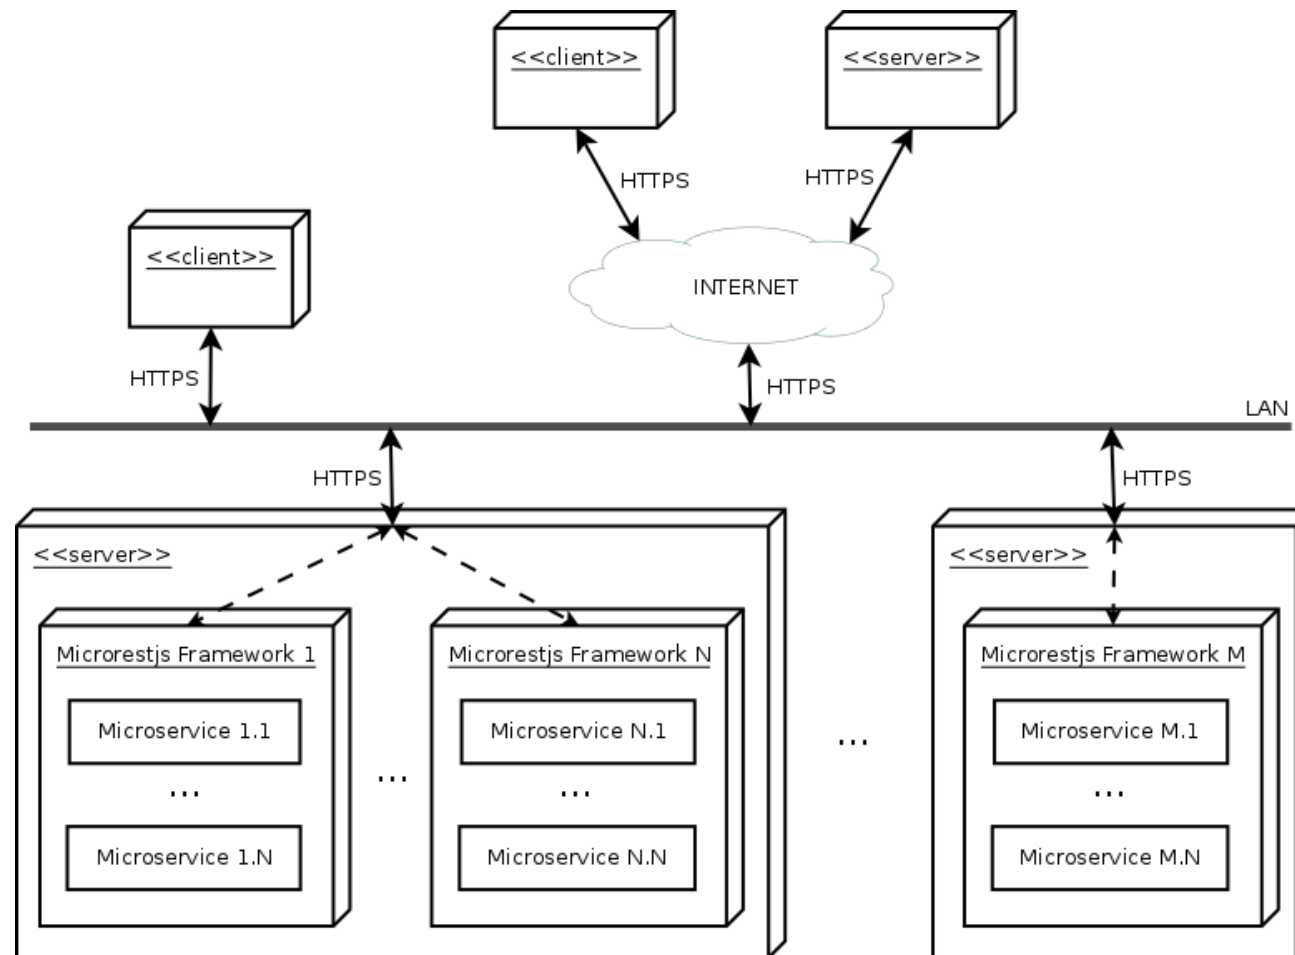 <<client>>
<<server>>
HTTPS
HTTPS
<<client>>
INTERNET
HTTPS
HTTPS
LAN
HTTPS
HTTPS
<<server>>
<<server>>
Microrestjs Framework 1
Microrestjs Framework N
Microrestjs Framework M
Microservice 1.1
Microservice N.1
...
Microservice M.1
...
...
...
...
Microservice 1.N
Microservice N.N
Microservice M.N